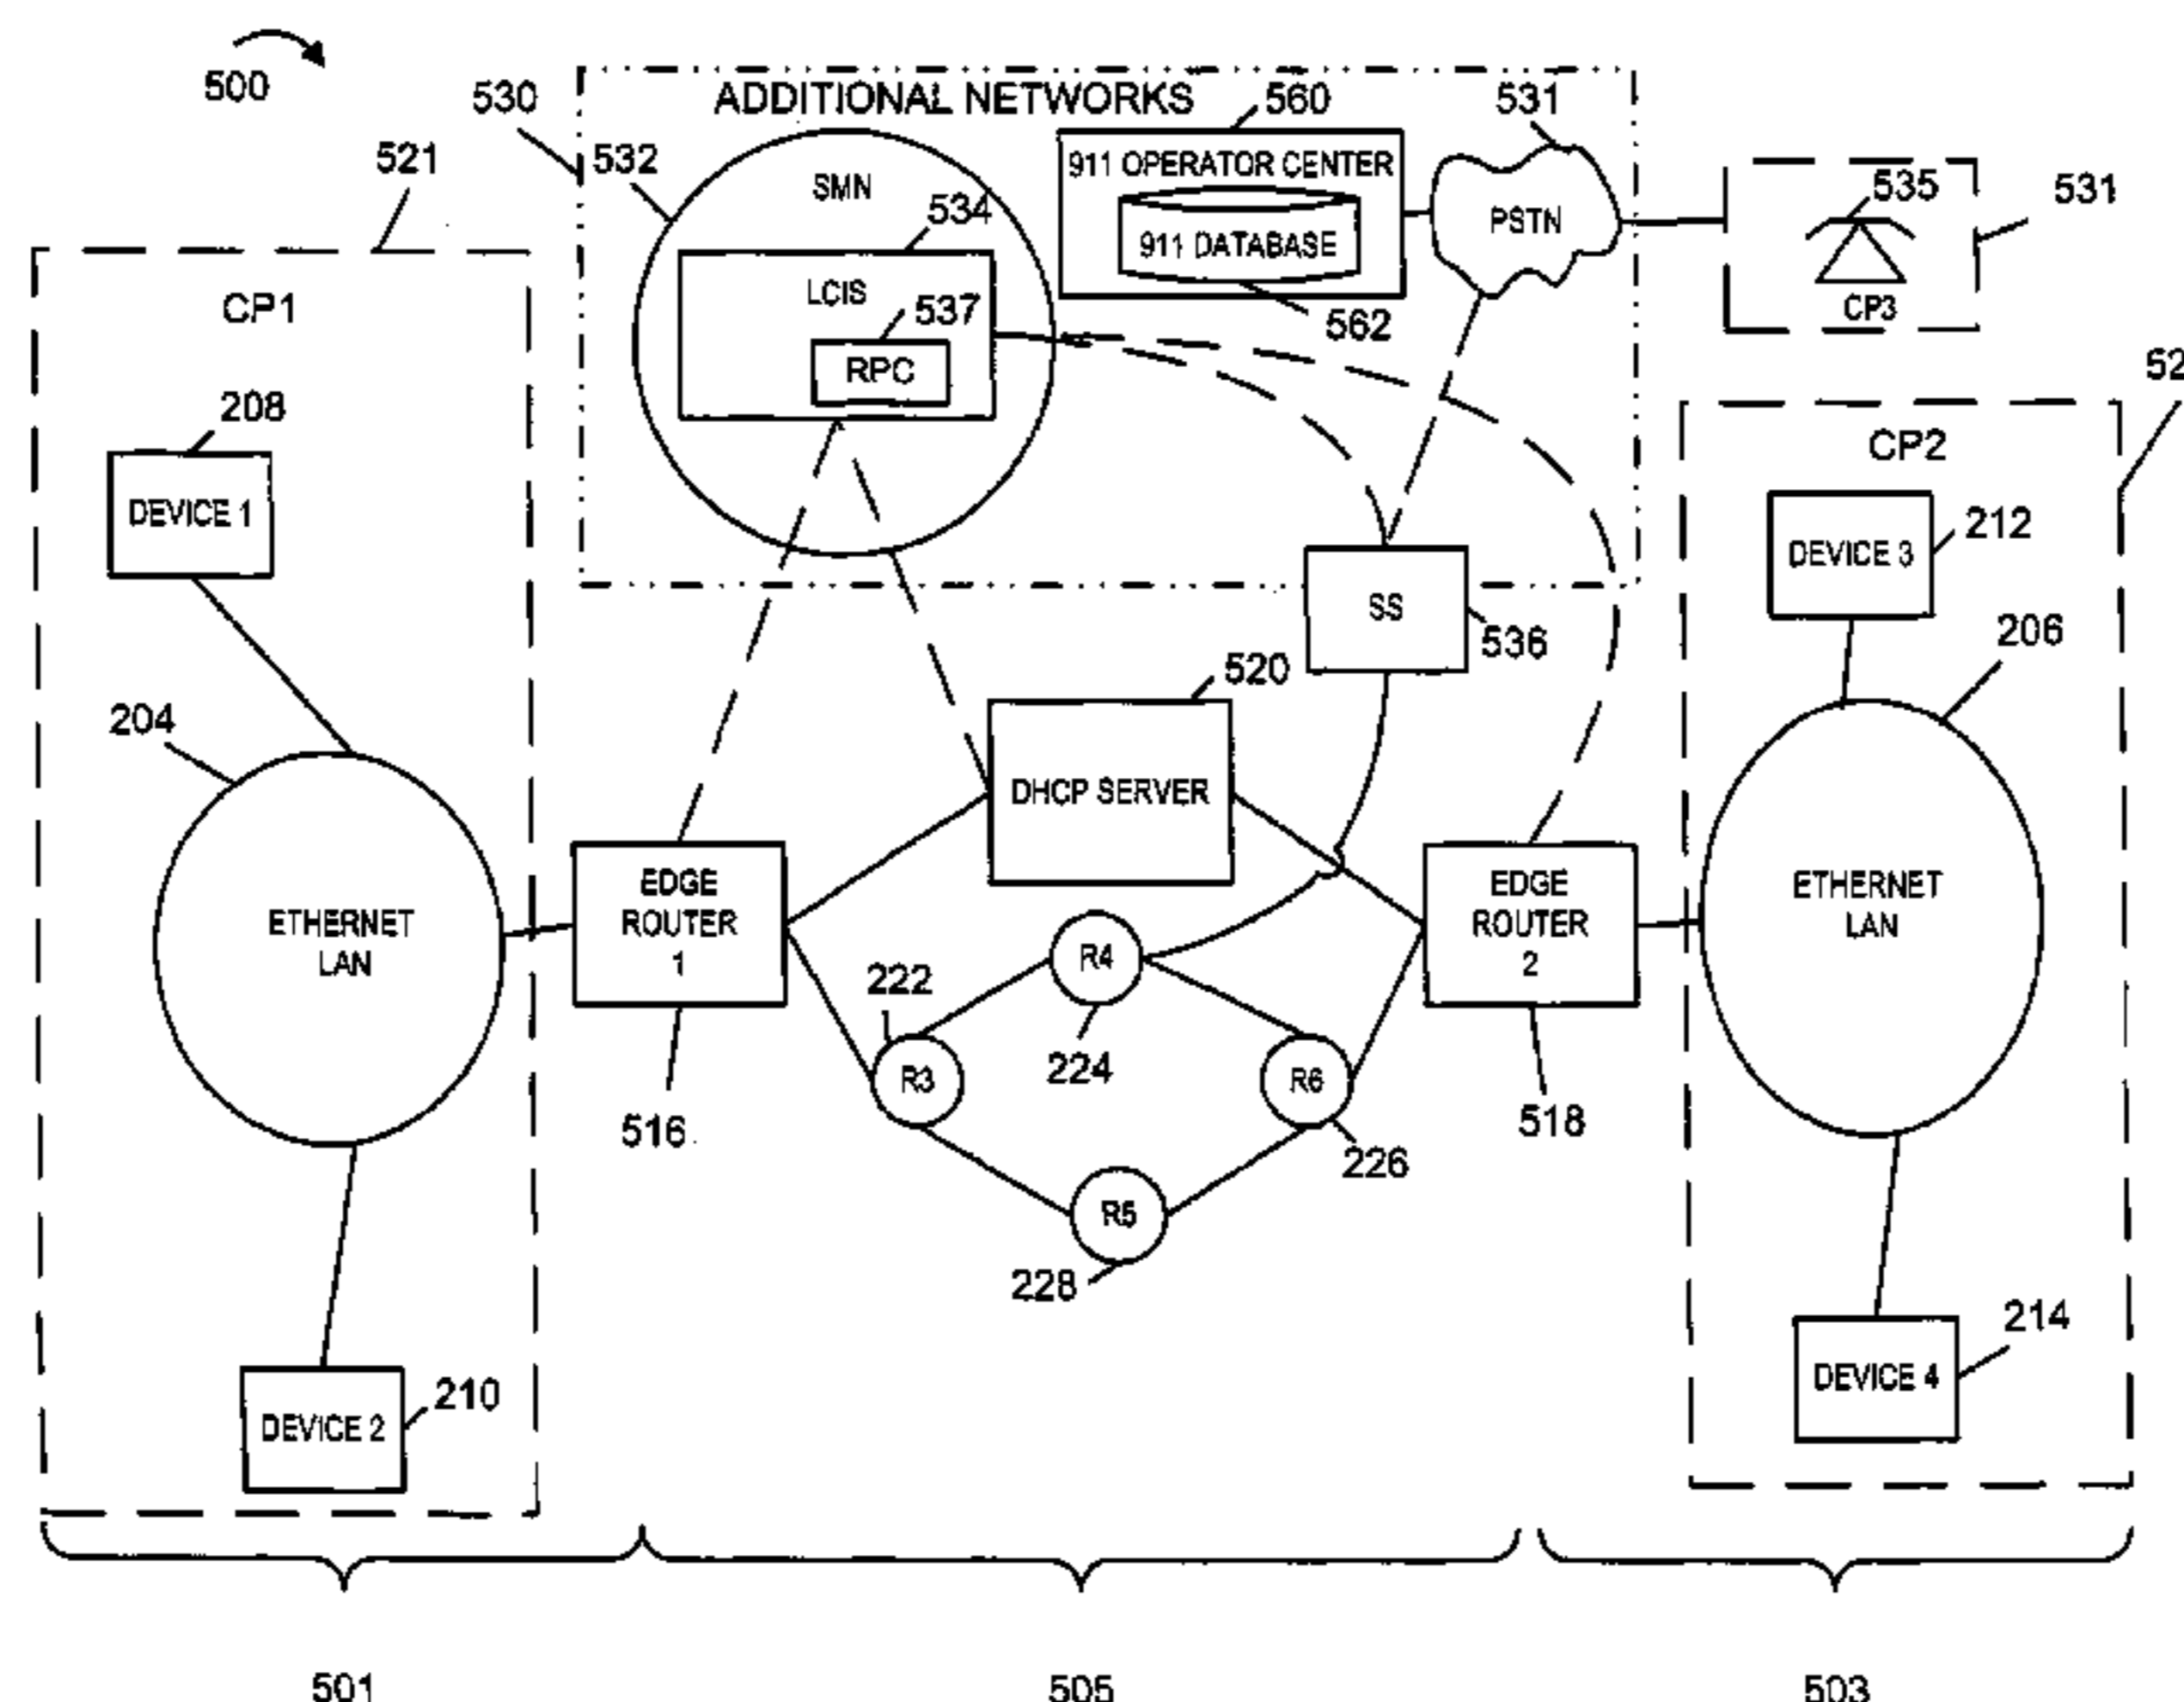 500
530
ADDITIONAL NETWORKS
560
531
521
532
SMN
534
911 OPERATOR CENTER
911 DATABASE
562
PSTN
535
531
CP3
LCIS
537
RPC
CP1
208
DEVICE 1
204
ETHERNET
LAN
DEVICE 2
210
SS
536
520
DHCP SERVER
EDGE
ROUTER
1
516
222
R3
R4
224
R6
226
R5
228
EDGE
ROUTER
2
518
52
CP2
DEVICE 3
212
206
ETHERNET
LAN
214
DEVICE 4
501
505
503